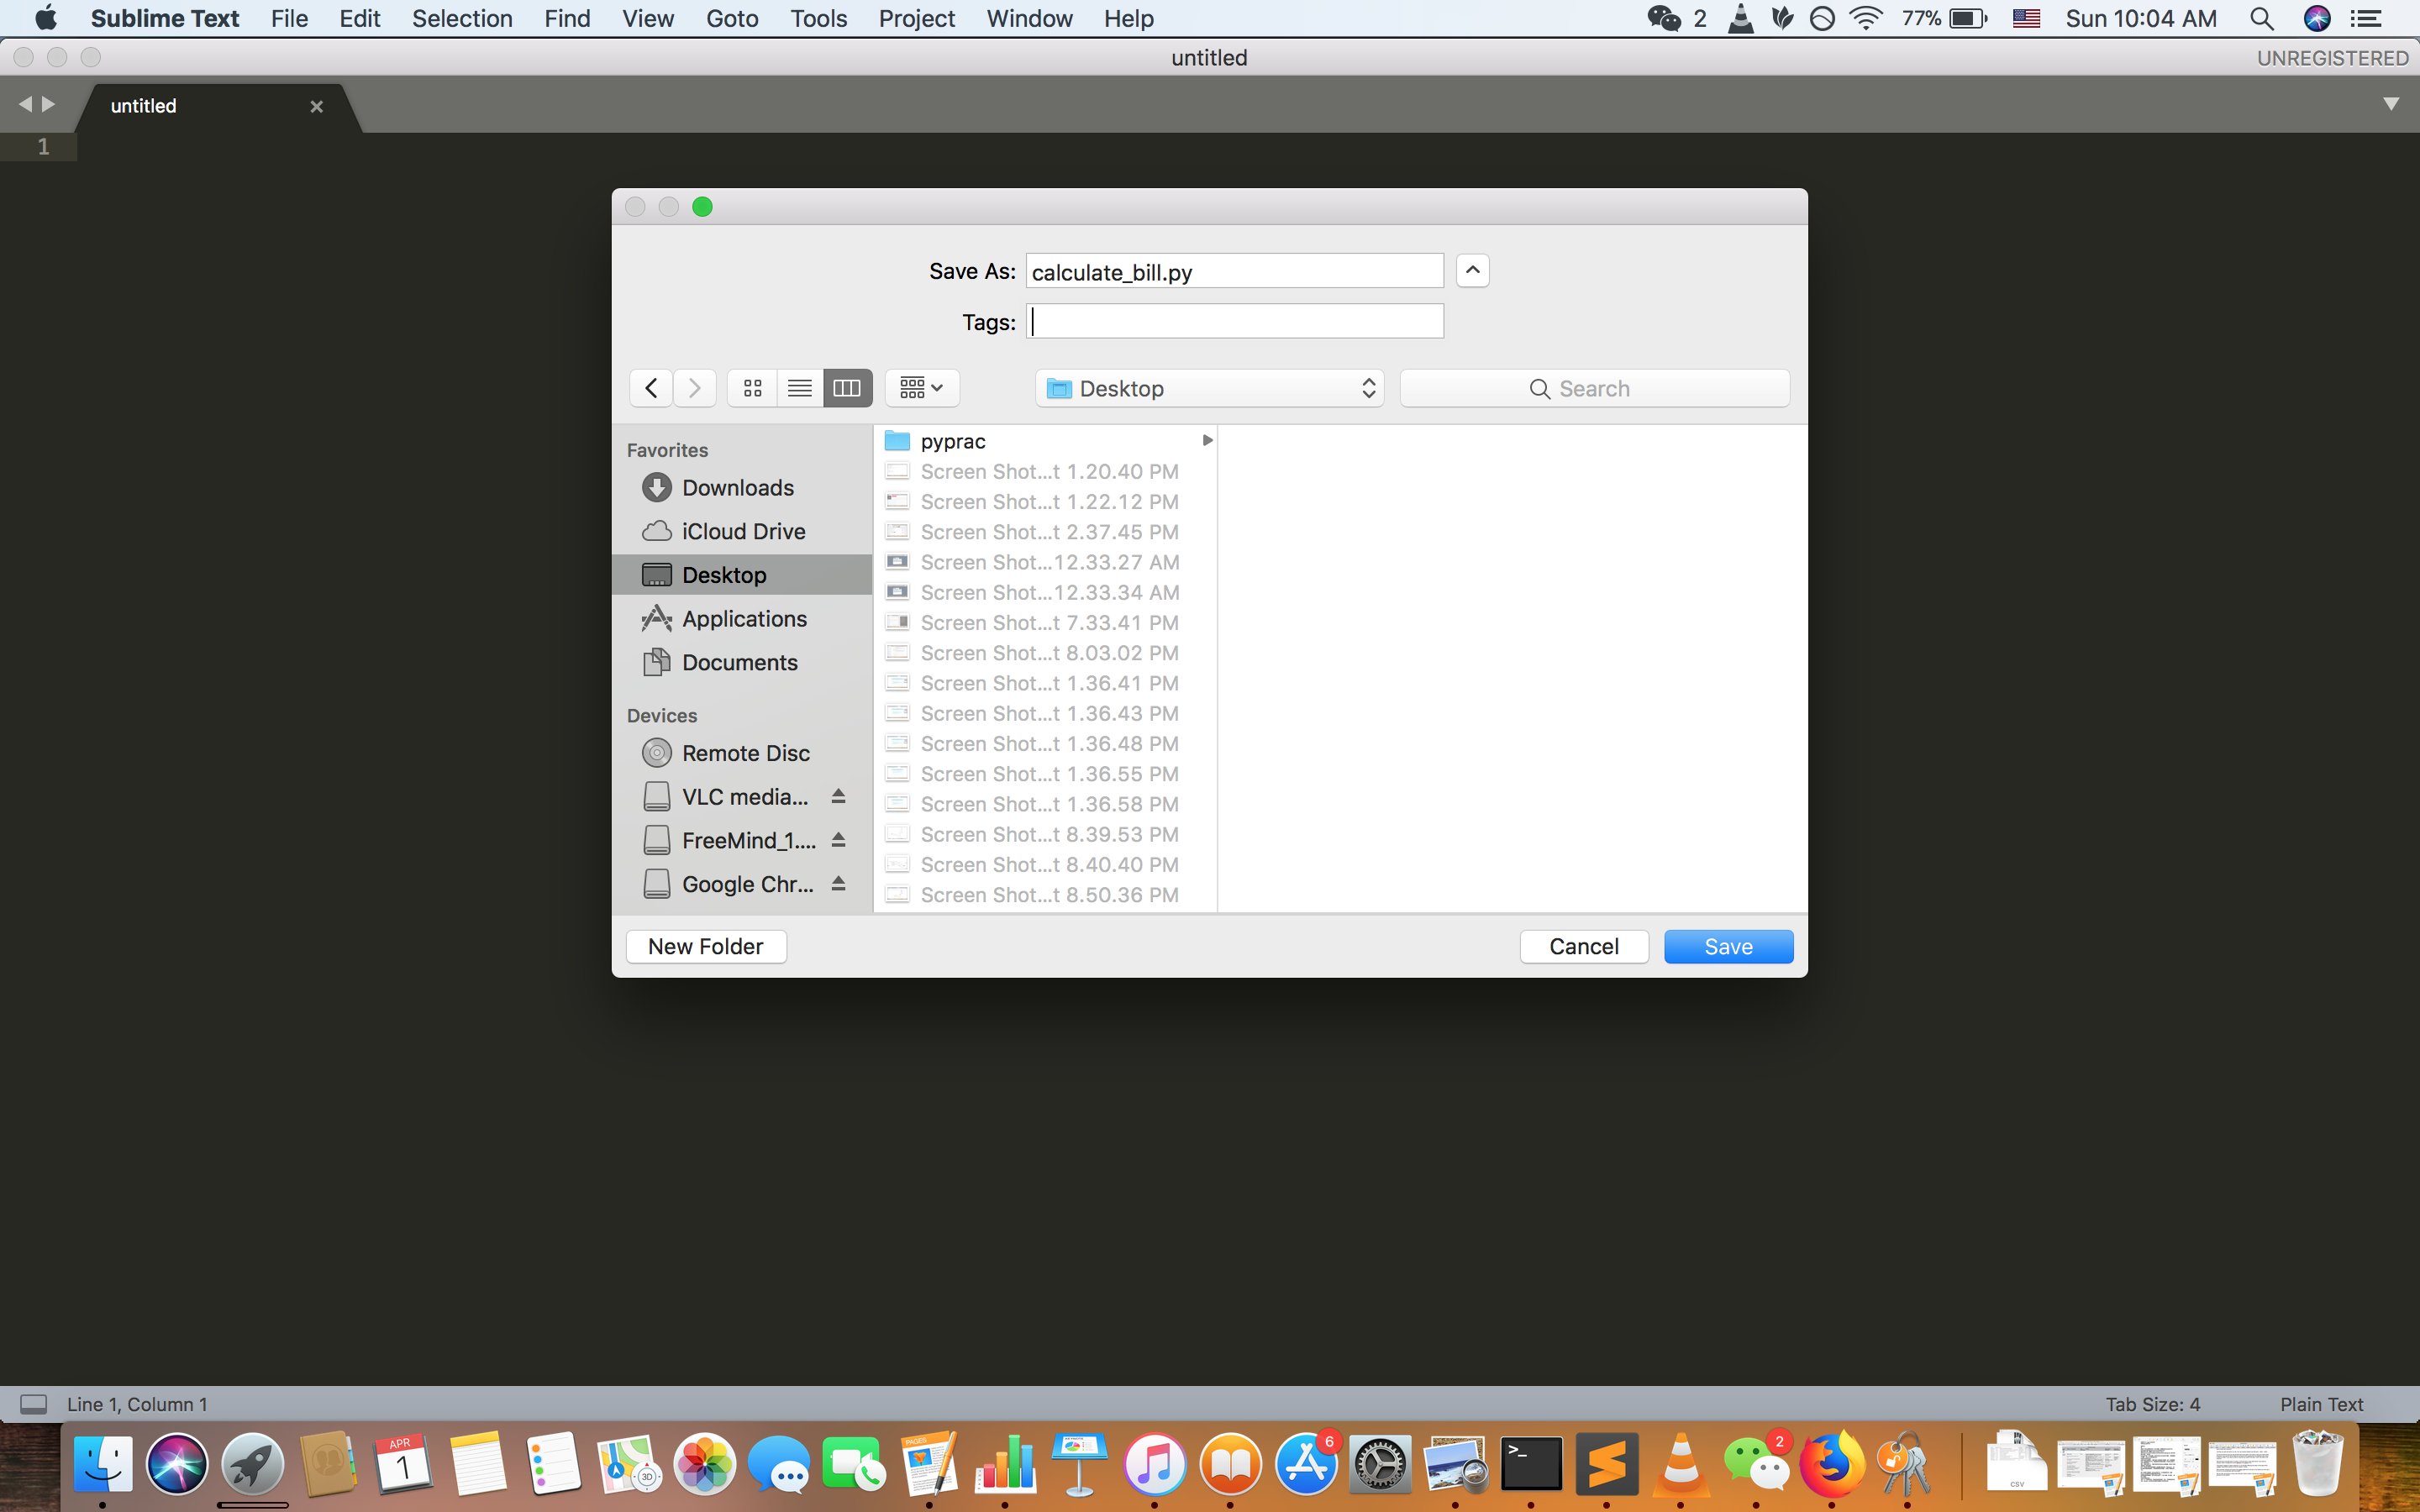 Sublime Text File Edit Selection Find View Goto Tools Project Window Help 2 77% Sun 10:04 AM
untitled UNREGISTERED
untitled
1
Save As: calculate_bill.py
Tags:
Desktop Search
Favorites
Downloads
iCloud Drive
Desktop
Applications
Documents
Devices
Remote Disc
VLC media...
FreeMind_1....
Google Chr...
pyprac
Screen Shot...t 1.20.40 PM
Screen Shot...t 1.22.12 PM
Screen Shot...t 2.37.45 PM
Screen Shot...12.33.27 AM
Screen Shot...12.33.34 AM
Screen Shot...t 7.33.41 PM
Screen Shot...t 8.03.02 PM
Screen Shot...t 1.36.41 PM
Screen Shot...t 1.36.43 PM
Screen Shot...t 1.36.48 PM
Screen Shot...t 1.36.55 PM
Screen Shot...t 1.36.58 PM
Screen Shot...t 8.39.53 PM
Screen Shot...t 8.40.40 PM
Screen Shot...t 8.50.36 PM
New Folder Cancel Save
Line 1, Column 1 Tab Size: 4 Plain Text
APR
1
3D
PAGES
6
>_
2
CSV